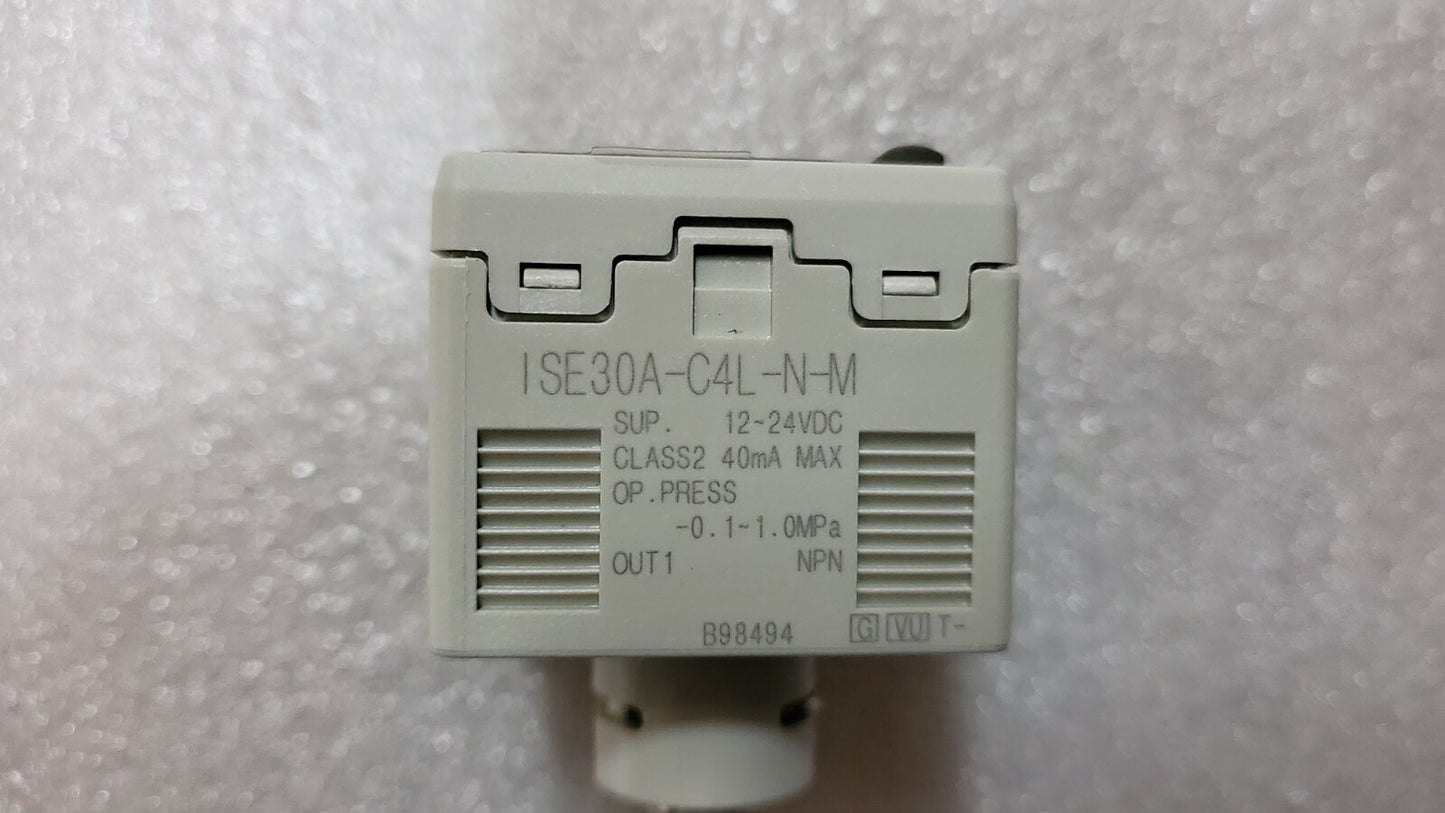 ISE30A-C4L-N-M
SUP. 12~24VDC
CLASS2 40mA MAX
OP.PRESS
-0.1~1.0MPa
OUT1 NPN
B98494 G VU T-